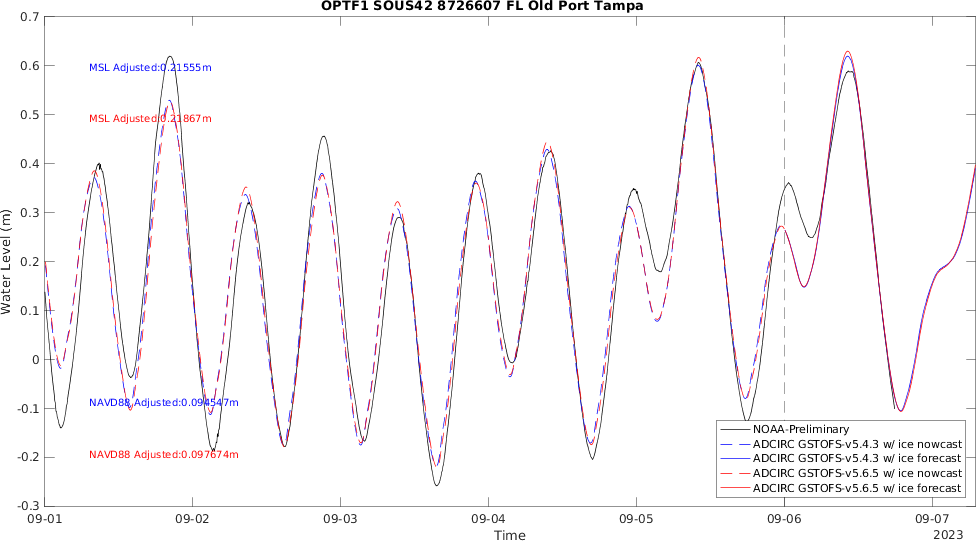 OPTF1 SOUS42 8726607 FL Old Port Tampa
0.7
0.6
0.5
0.4
0.3
0.2
0.1
0
-0.1
-0.2
-0.3
Water Level (m)
MSL Adjusted:0.21555m
MSL Adjusted:0.21867m
NAVD88 Adjusted:0.094547m
NAVD88 Adjusted:0.097674m
NOAA-Preliminary
ADCIRC GSTOFS-v5.4.3 w/ ice nowcast
ADCIRC GSTOFS-v5.4.3 w/ ice forecast
ADCIRC GSTOFS-v5.6.5 w/ ice nowcast
ADCIRC GSTOFS-v5.6.5 w/ ice forecast
09-01 09-02 09-03 09-04 09-05 09-06 09-07
Time
2023